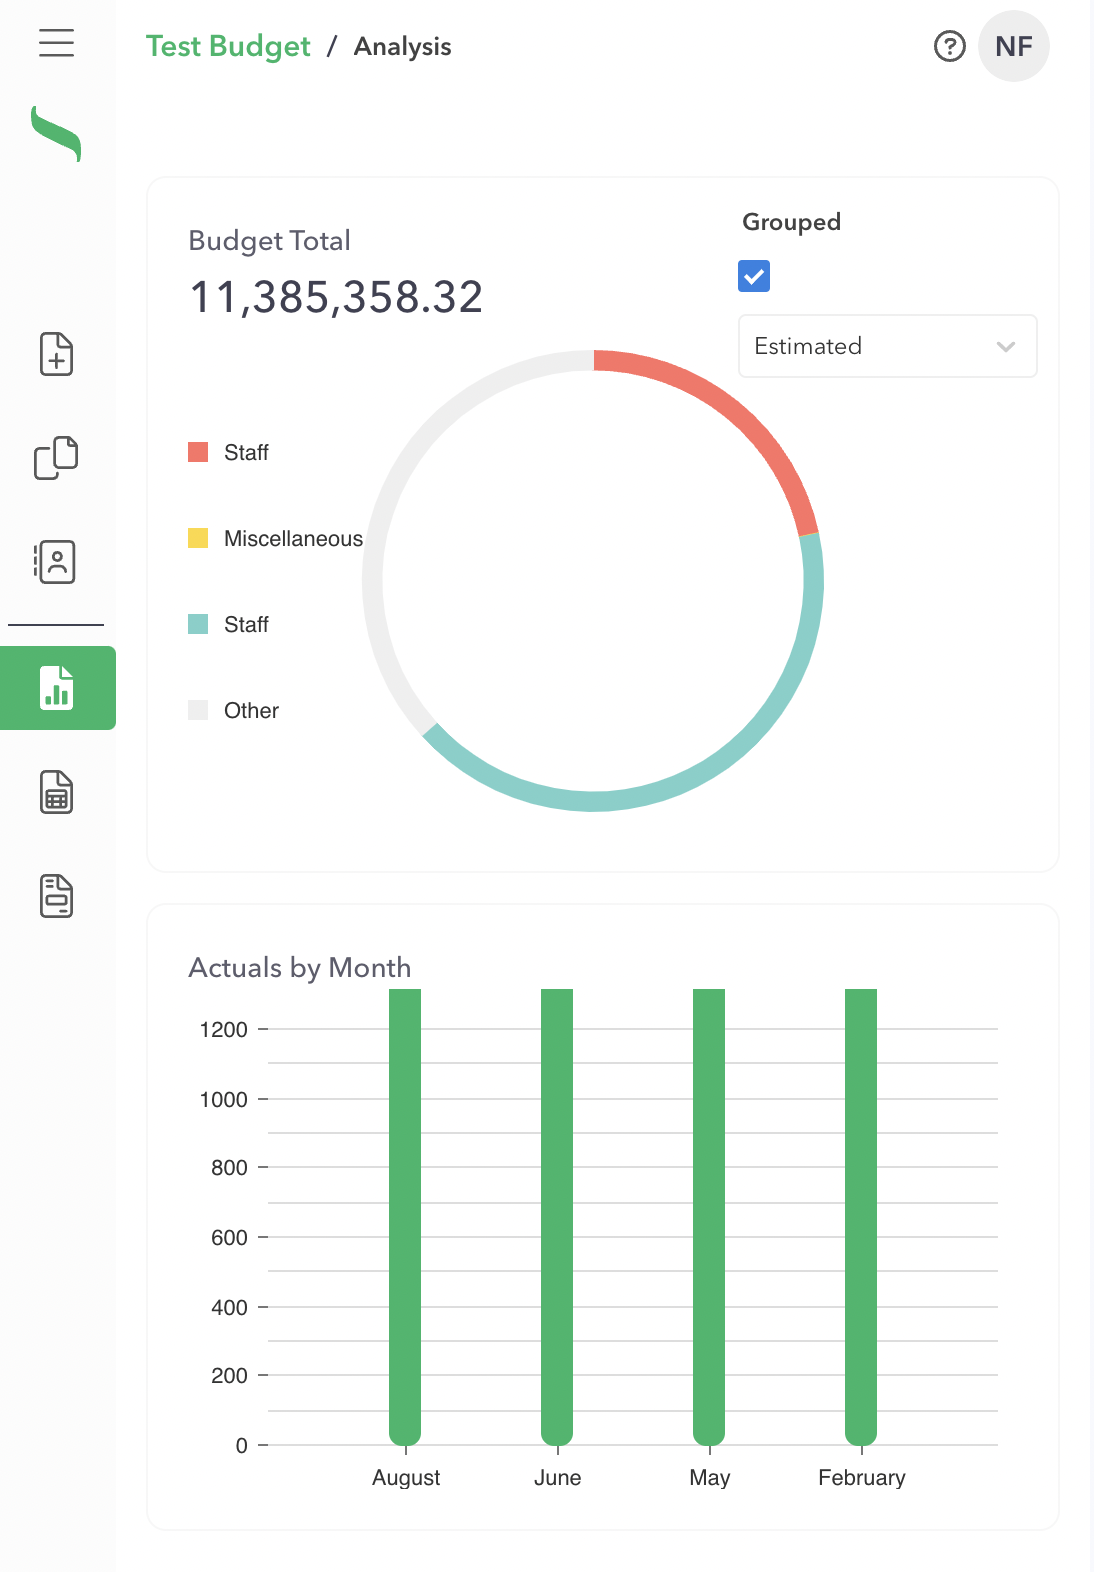 Test Budget / Analysis
?
NF
Budget Total
11,385,358.32
Grouped
Estimated
Staff
Miscellaneous
Staff
Other
Actuals by Month
1200
1000
800
600
400
200
0
August June May February